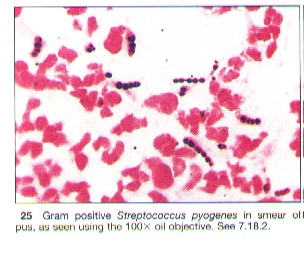 25 Gram positive Streptococcus pyogenes in smear of
pus, as seen using the 100× oil objective. See 7.18.2.